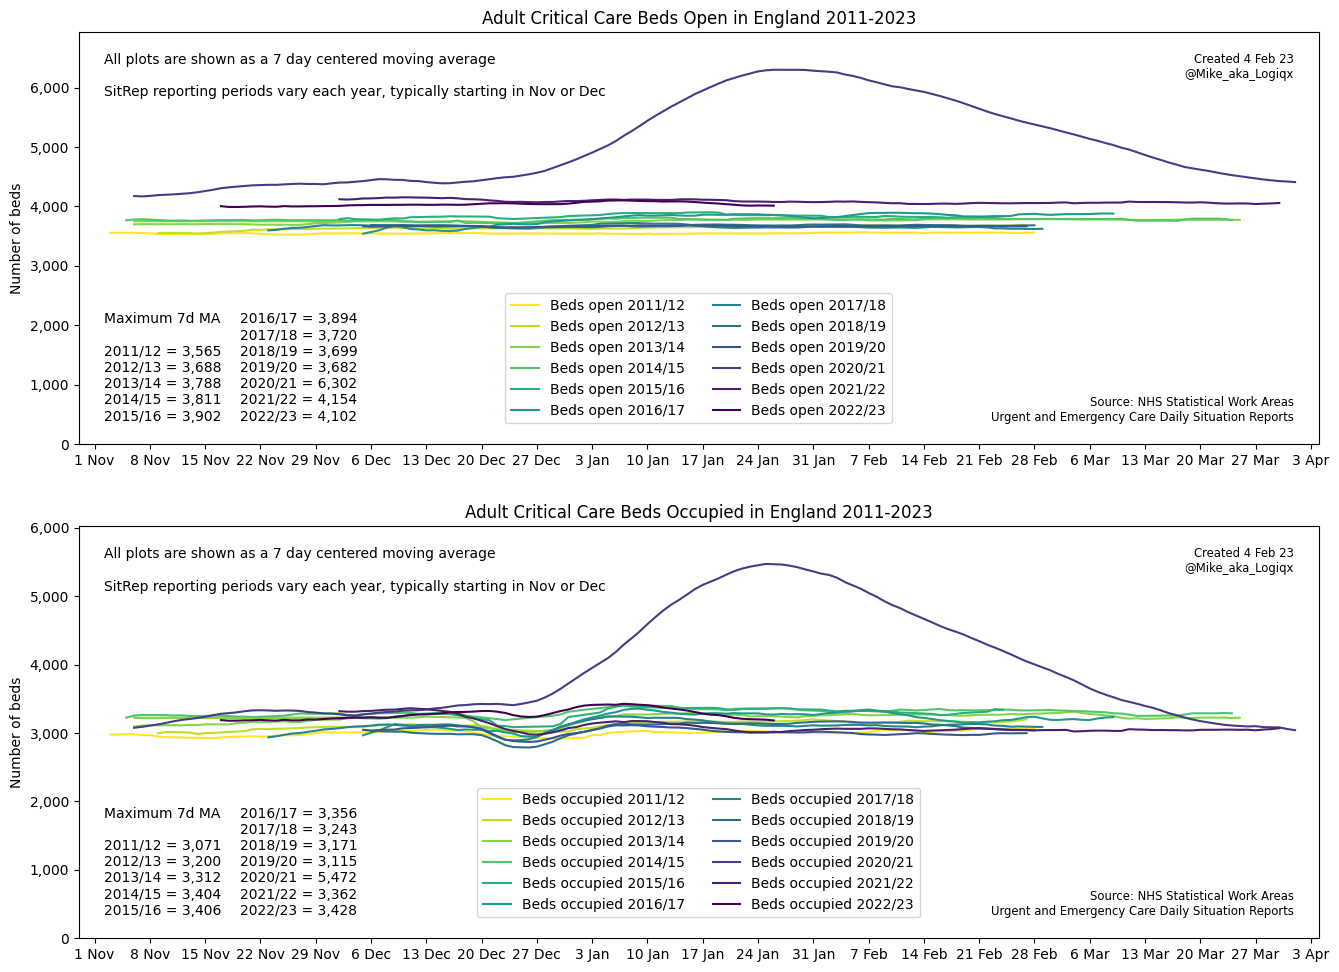 Adult Critical Care Beds Open in England 2011-2023
All plots are shown as a 7 day centered moving average
Created 4 Feb 23
@Mike_aka_Logiqx
SitRep reporting periods vary each year, typically starting in Nov or Dec
Number of beds
6,000
5,000
4,000
3,000
2,000
1,000
0
Maximum 7d MA 2016/17 = 3,894
2017/18 = 3,720
2011/12 = 3,565 2018/19 = 3,699
2012/13 = 3,688 2019/20 = 3,682
2013/14 = 3,788 2020/21 = 6,302
2014/15 = 3,811 2021/22 = 4,154
2015/16 = 3,902 2022/23 = 4,102
Beds open 2011/12 Beds open 2017/18
Beds open 2012/13 Beds open 2018/19
Beds open 2013/14 Beds open 2019/20
Beds open 2014/15 Beds open 2020/21
Beds open 2015/16 Beds open 2021/22
Beds open 2016/17 Beds open 2022/23
Source: NHS Statistical Work Areas
Urgent and Emergency Care Daily Situation Reports
1 Nov 8 Nov 15 Nov 22 Nov 29 Nov 6 Dec 13 Dec 20 Dec 27 Dec 3 Jan 10 Jan 17 Jan 24 Jan 31 Jan 7 Feb 14 Feb 21 Feb 28 Feb 6 Mar 13 Mar 20 Mar 27 Mar 3 Apr
Adult Critical Care Beds Occupied in England 2011-2023
All plots are shown as a 7 day centered moving average
Created 4 Feb 23
@Mike_aka_Logiqx
SitRep reporting periods vary each year, typically starting in Nov or Dec
Number of beds
6,000
5,000
4,000
3,000
2,000
1,000
0
Maximum 7d MA 2016/17 = 3,356
2017/18 = 3,243
2011/12 = 3,071 2018/19 = 3,171
2012/13 = 3,200 2019/20 = 3,115
2013/14 = 3,312 2020/21 = 5,472
2014/15 = 3,404 2021/22 = 3,362
2015/16 = 3,406 2022/23 = 3,428
Beds occupied 2011/12 Beds occupied 2017/18
Beds occupied 2012/13 Beds occupied 2018/19
Beds occupied 2013/14 Beds occupied 2019/20
Beds occupied 2014/15 Beds occupied 2020/21
Beds occupied 2015/16 Beds occupied 2021/22
Beds occupied 2016/17 Beds occupied 2022/23
Source: NHS Statistical Work Areas
Urgent and Emergency Care Daily Situation Reports
1 Nov 8 Nov 15 Nov 22 Nov 29 Nov 6 Dec 13 Dec 20 Dec 27 Dec 3 Jan 10 Jan 17 Jan 24 Jan 31 Jan 7 Feb 14 Feb 21 Feb 28 Feb 6 Mar 13 Mar 20 Mar 27 Mar 3 Apr